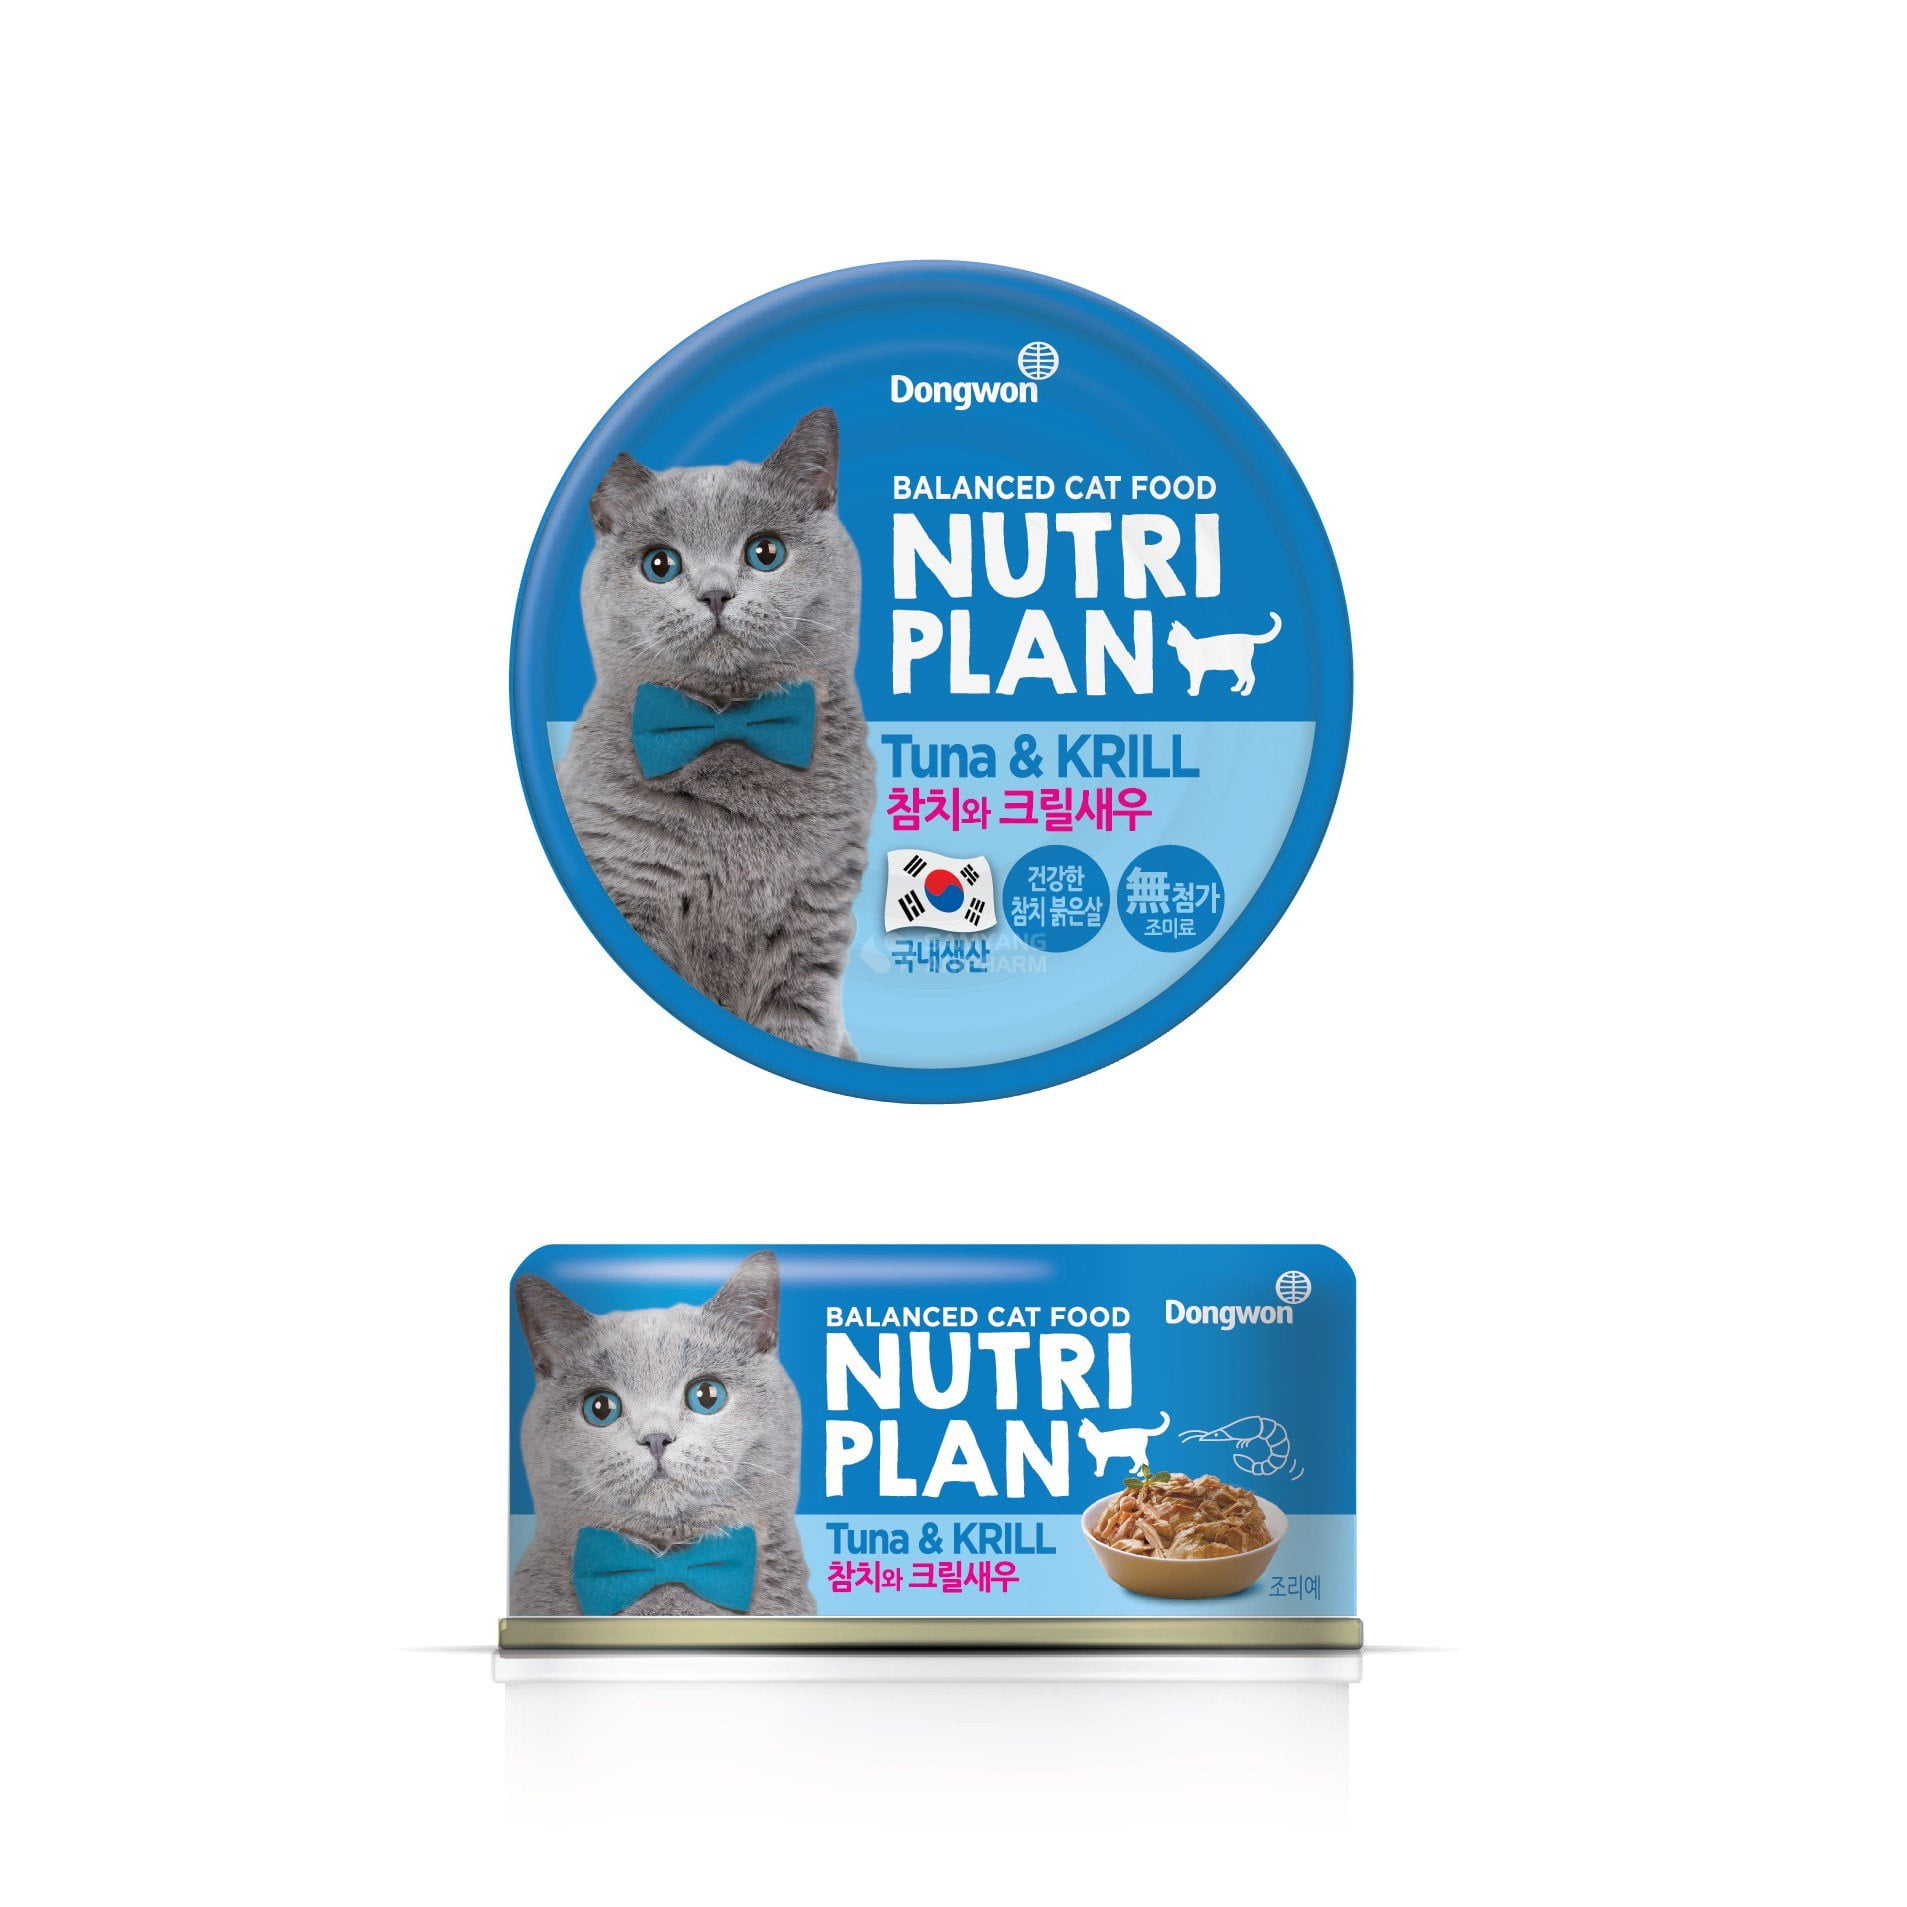 Dongwon
BALANCED CAT FOOD
NUTRI
PLAN
Tuna & KRILL
참치와 크릴새우
국내생산
건강한
참치 붉은살
無첨가
조미료
SAMYANG
ANIPHARM
BALANCED CAT FOOD
Dongwon
NUTRI
PLAN
Tuna & KRILL
참치와 크릴새우
조리예